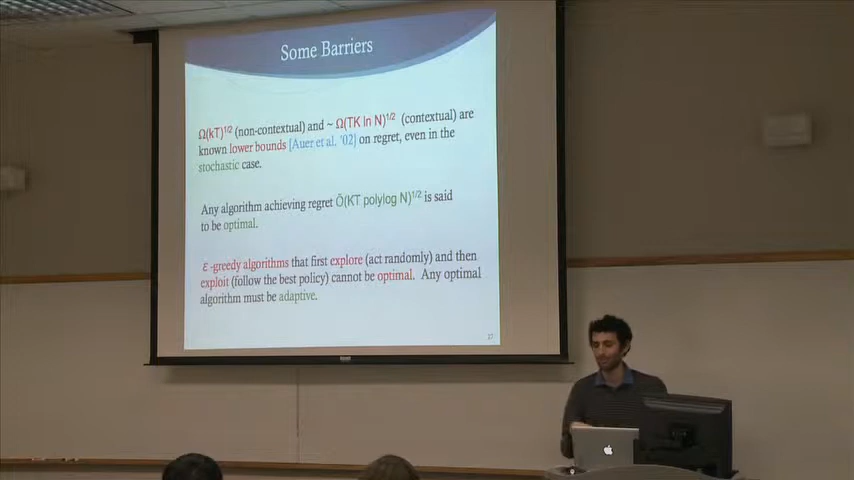 Some Barriers
Ω(kT)^1/2 (non-contextual) and ~ Ω(TK ln N)^1/2 (contextual) are
known lower bounds [Auer et al. '02] on regret, even in the
stochastic case.
Any algorithm achieving regret Õ(KT polylog N)^1/2 is said
to be optimal.
ε-greedy algorithms that first explore (act randomly) and then
exploit (follow the best policy) cannot be optimal. Any optimal
algorithm must be adaptive.